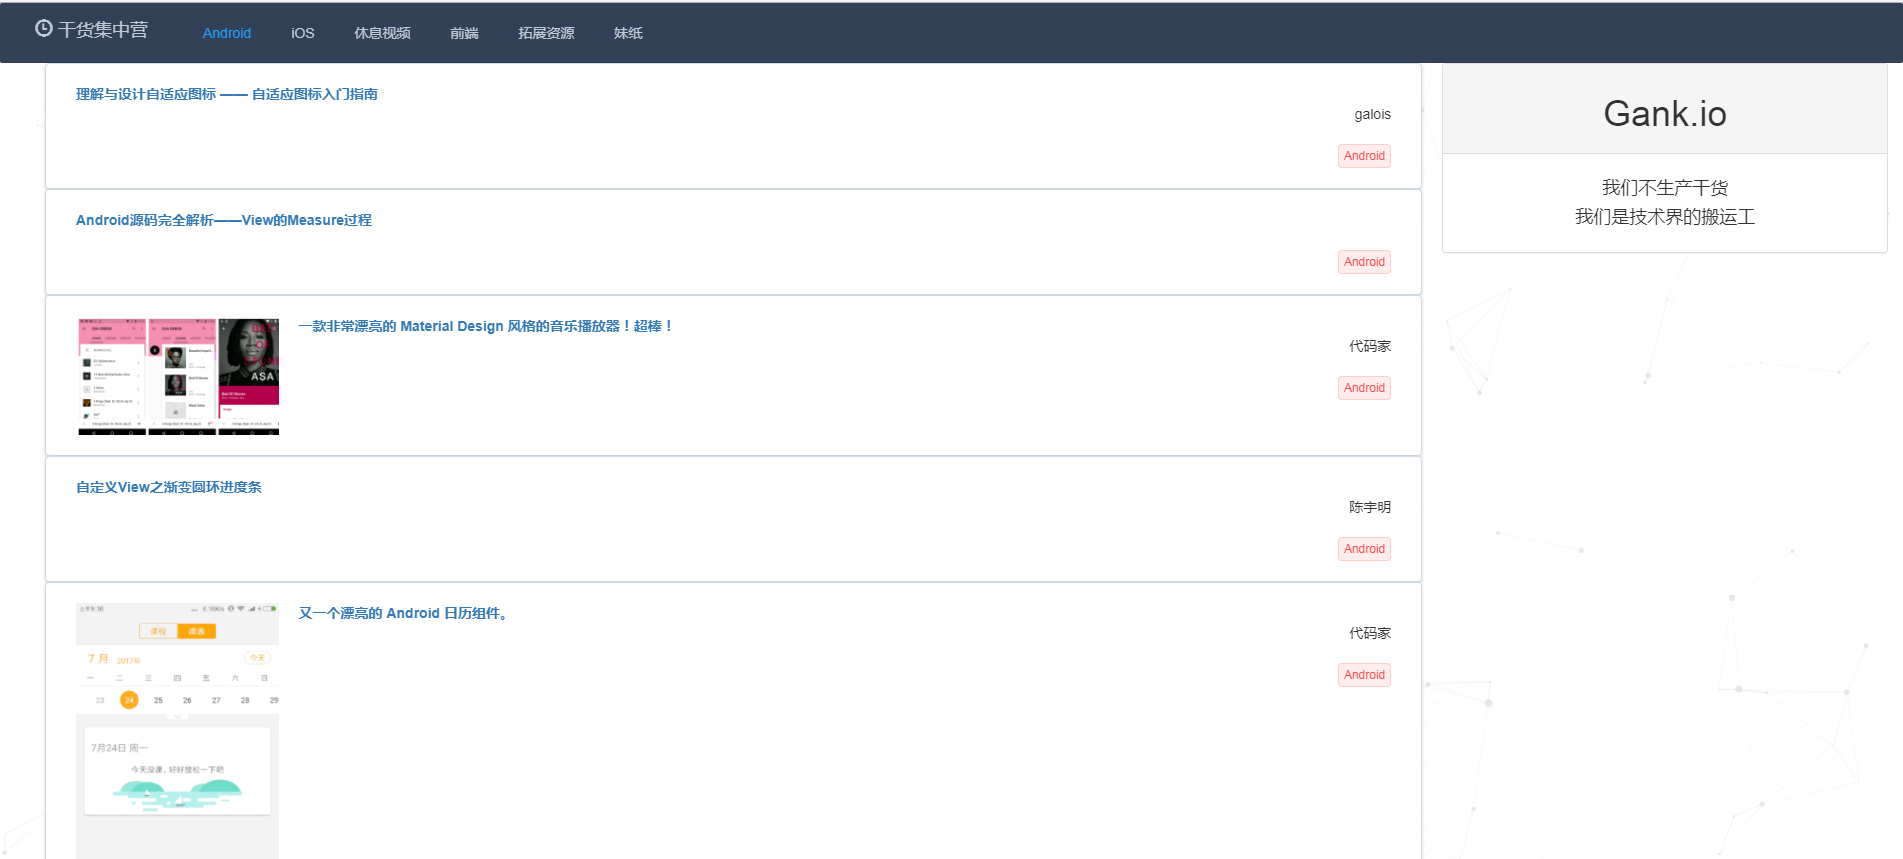 干货集中营
Android
iOS
休息视频
前端
拓展资源
妹纸
理解与设计自适应图标 —— 自适应图标入门指南
galois
Android
Android源码完全解析——View的Measure过程
Android
一款非常漂亮的 Material Design 风格的音乐播放器！超棒！
代码家
Android
ASA
自定义View之渐变圆环进度条
陈宇明
Android
又一个漂亮的 Android 日历组件。
代码家
Android
上午9:30
课程 课表
7 月 2017年 今天
一 二 三 四 五 六 日
23 24 25 26 27 28 29
7月24日 周一
今天没课，好好放松一下吧
Gank.io
我们不生产干货
我们是技术界的搬运工